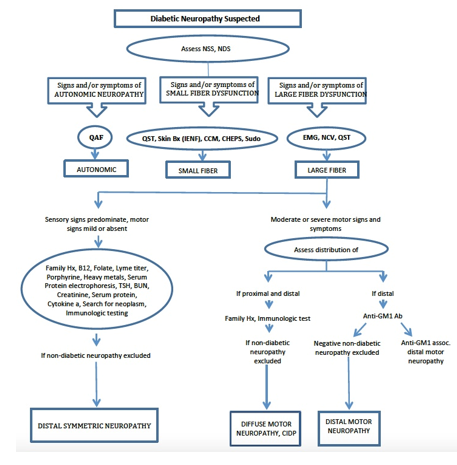 Diabetic Neuropathy Suspected
Assess NSS, NDS
Signs and/or symptoms of
AUTONOMIC NEUROPATHY
Signs and/or symptoms of
SMALL FIBER DYSFUNCTION
Signs and/or symptoms of
LARGE FIBER DYSFUNCTION
QAF
QST, Skin Bx (IENF), CCM, CHEPS, Sudo
EMG, NCV, QST
AUTONOMIC
SMALL FIBER
LARGE FIBER
Sensory signs predominate, motor
signs mild or absent
Moderate or severe motor signs and
symptoms
Assess distribution of
Family Hx, B12, Folate, Lyme titer,
Porphyrine, Heavy metals, Serum
Protein electrophoresis, TSH, BUN,
Creatinine, Serum protein,
Cytokine a, Search for neoplasm,
Immunologic testing
If proximal and distal
If distal
Family Hx, Immunologic test
Anti-GM1 Ab
If non-diabetic neuropathy excluded
If non-diabetic
neuropathy
excluded
Negative non-diabetic
neuropathy excluded
Anti-GM1 assoc.
distal motor
neuropathy
DISTAL SYMMETRIC NEUROPATHY
DIFFUSE MOTOR
NEUROPATHY, CIDP
DISTAL MOTOR
NEUROPATHY